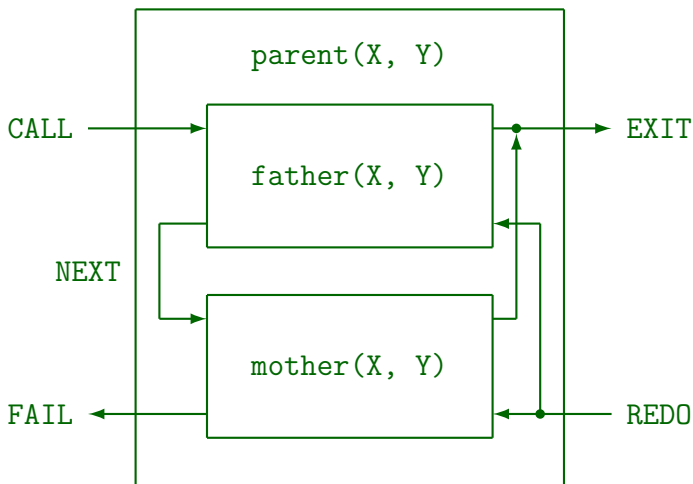 parent(X, Y)
CALL
EXIT
father(X, Y)
NEXT
mother(X, Y)
FAIL
REDO